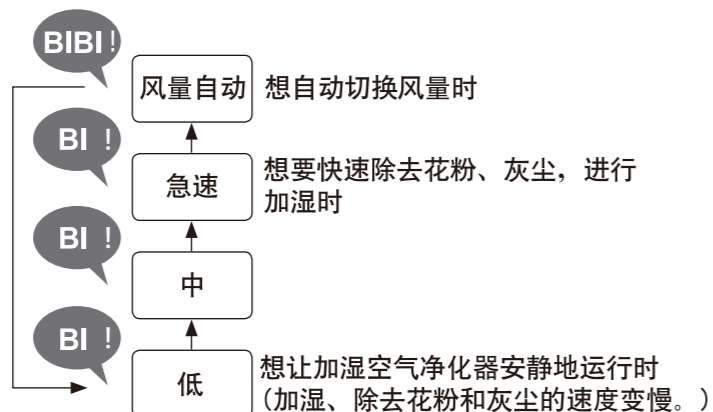 BIBI!
风量自动 想自动切换风量时
BI !
急速 想要快速除去花粉、灰尘，进行
加湿时
BI !
中
BI !
低 想让加湿空气净化器安静地运行时
（加湿、除去花粉和灰尘的速度变慢。）